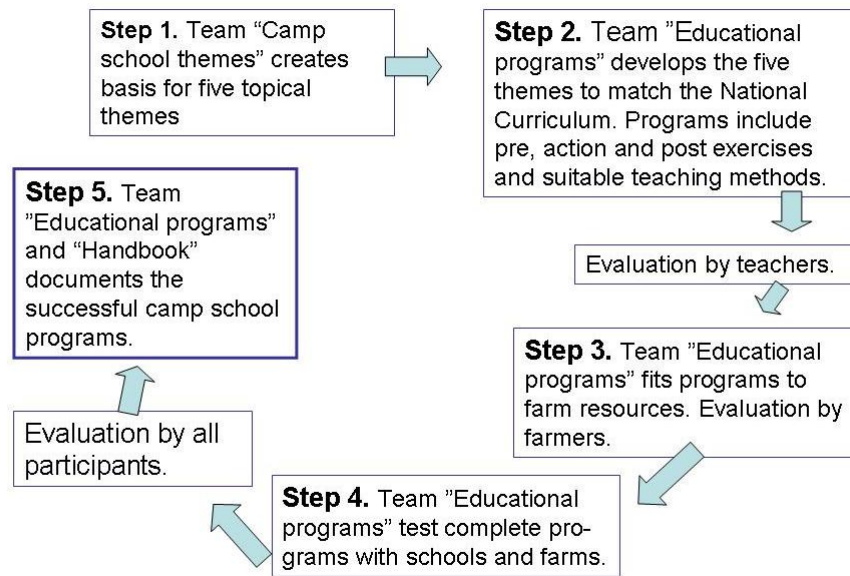 Step 1. Team “Camp
school themes” creates
basis for five topical
themes
Step 2. Team ”Educational
programs” develops the five
themes to match the National
Curriculum. Programs include
pre, action and post exercises
and suitable teaching methods.
Evaluation by teachers.
Step 3. Team ”Educational
programs” fits programs to
farm resources. Evaluation by
farmers.
Step 4. Team ”Educational
programs” test complete pro-
grams with schools and farms.
Evaluation by all
participants.
Step 5. Team
”Educational programs”
and “Handbook”
documents the
successful camp school
programs.